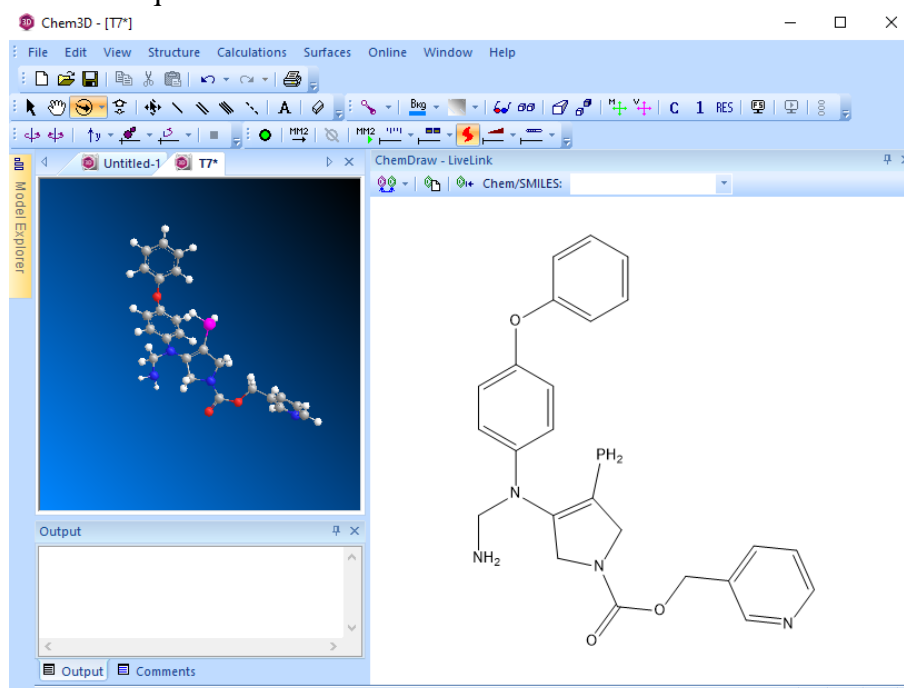 Chem3D - [T7*]
File Edit View Structure Calculations Surfaces Online Window Help
A Bkg M V C 1 RES
y MM2 MM2
Untitled-1 T7* ChemDraw - LiveLink
Chem/SMILES:
Model Explorer
O
PH2
N
NH2
N
O
O
N
Output
Output Comments